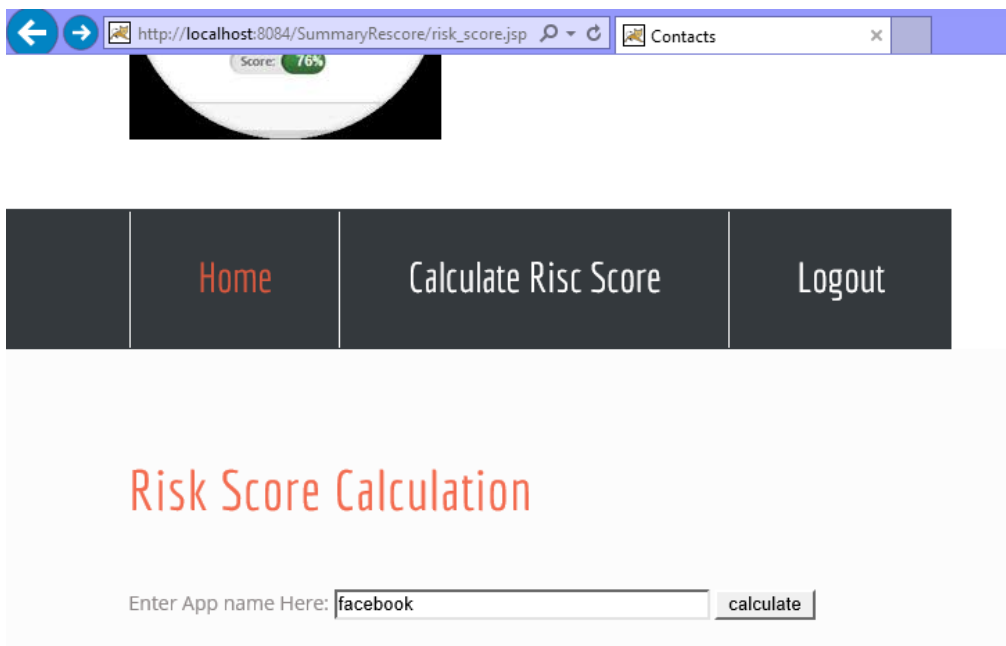 http://localhost:8084/SummaryRescore/risk_score.jsp
Contacts
Score: 76%
Home
Calculate Risc Score
Logout
Risk Score Calculation
Enter App name Here: facebook calculate